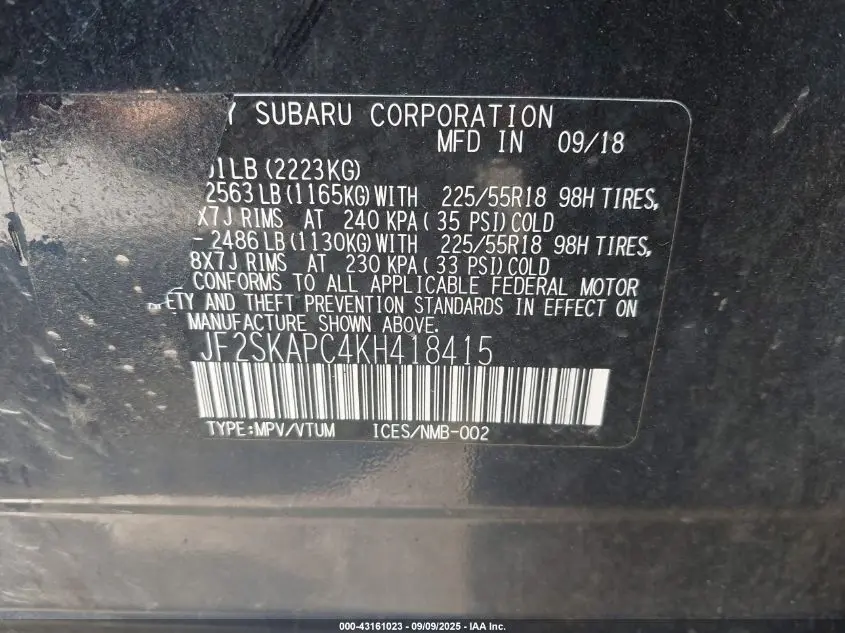 Y SUBARU CORPORATION
MFD IN 09/18
01LB (2223KG)
2563 LB (1165KG) WITH 225/55R18 98H TIRES,
X7J RIMS AT 240 KPA ( 35 PSI) COLD
- 2486 LB (1130KG) WITH 225/55R18 98H TIRES,
8X7J RIMS AT 230 KPA ( 33 PSI) COLD
CONFORMS TO ALL APPLICABLE FEDERAL MOTOR
ETY AND THEFT PREVENTION STANDARDS IN EFFECT ON
MANUFACTURE SHOWN ABOVE.
JF2SKAPC4KH418415
TYPE:MPV/VTUM ICES/NMB-002
000-43161023 - 09/09/2025 - IAA Inc.